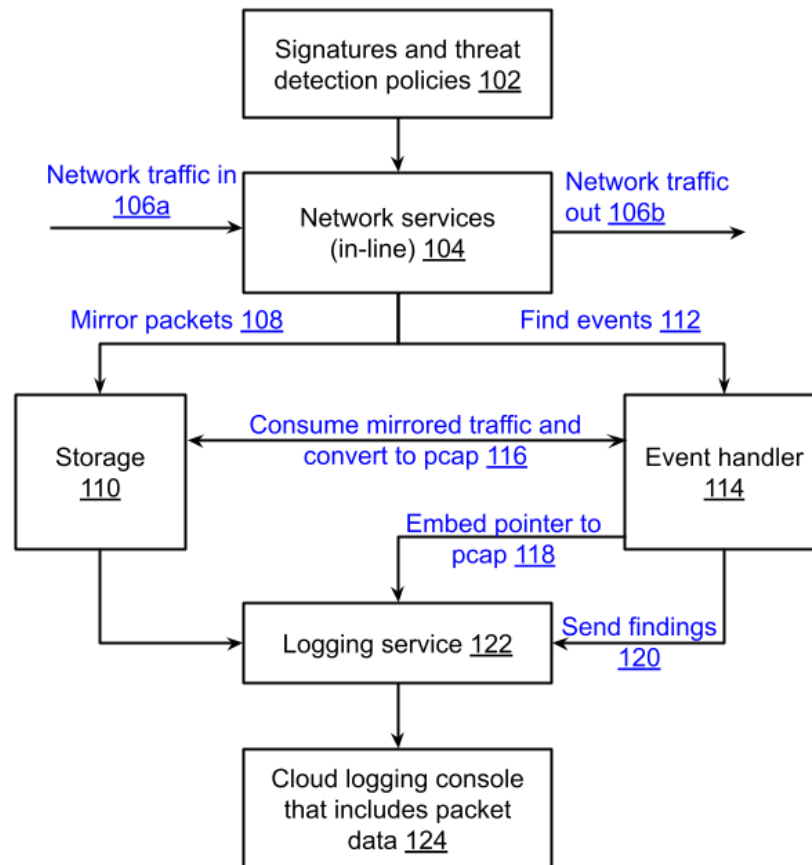 Signatures and threat
detection policies 102
Network traffic in
106a
Network traffic
out 106b
Network services
(in-line) 104
Mirror packets 108
Find events 112
Storage
110
Consume mirrored traffic and
convert to pcap 116
Event handler
114
Embed pointer to
pcap 118
Logging service 122
Send findings
120
Cloud logging console
that includes packet
data 124